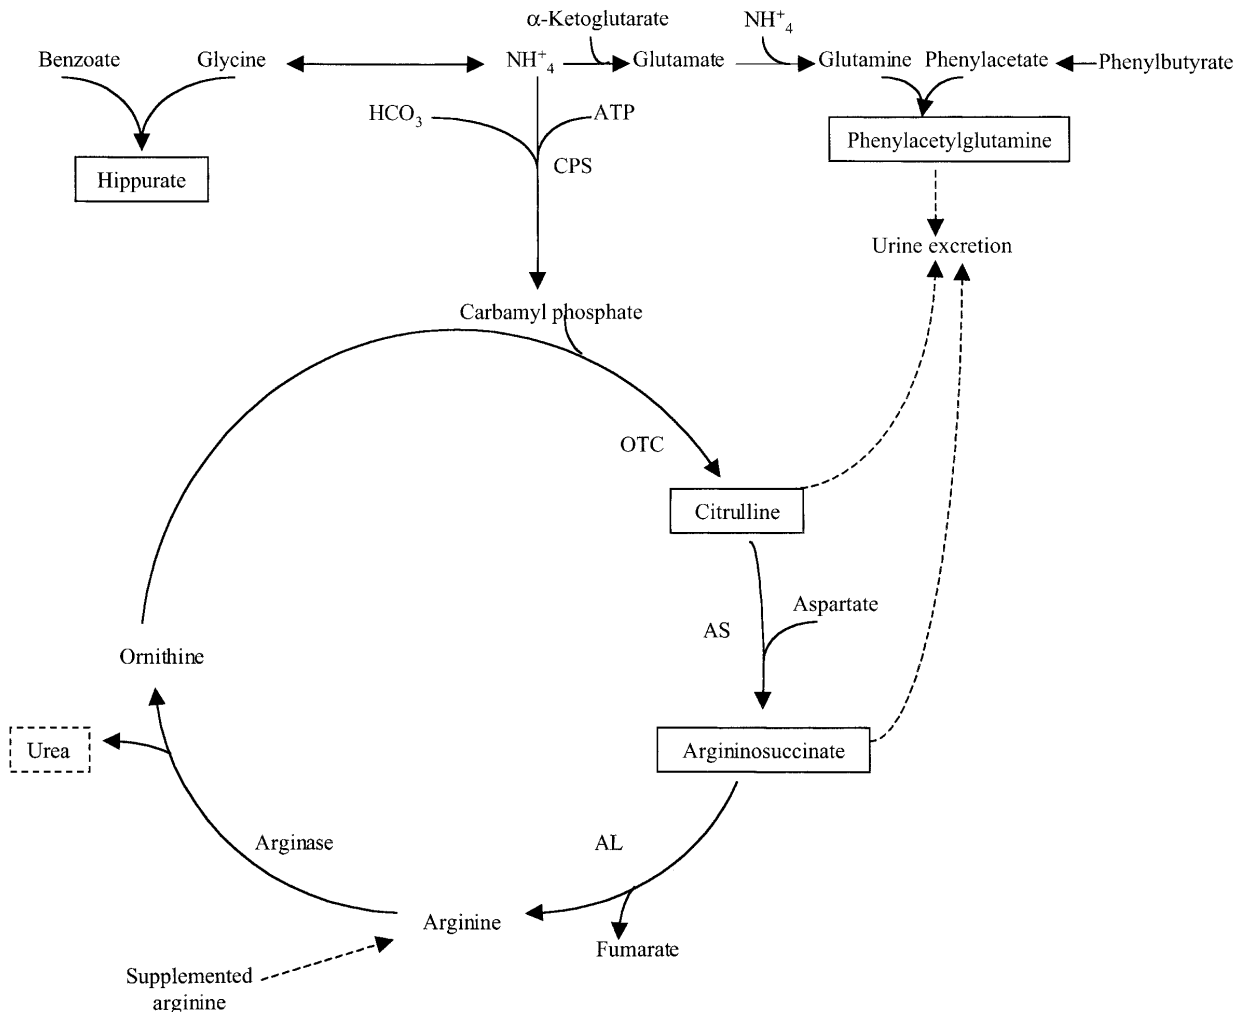 α-Ketoglutarate
NH⁺₄
Benzoate
Glycine
NH⁺₄
Glutamate
Glutamine
Phenylacetate
Phenylbutyrate
HCO₃
ATP
Phenylacetylglutamine
CPS
Hippurate
Urine excretion
Carbamyl phosphate
OTC
Citrulline
Aspartate
AS
Ornithine
Urea
Argininosuccinate
Arginase
AL
Arginine
Fumarate
Supplemented
arginine